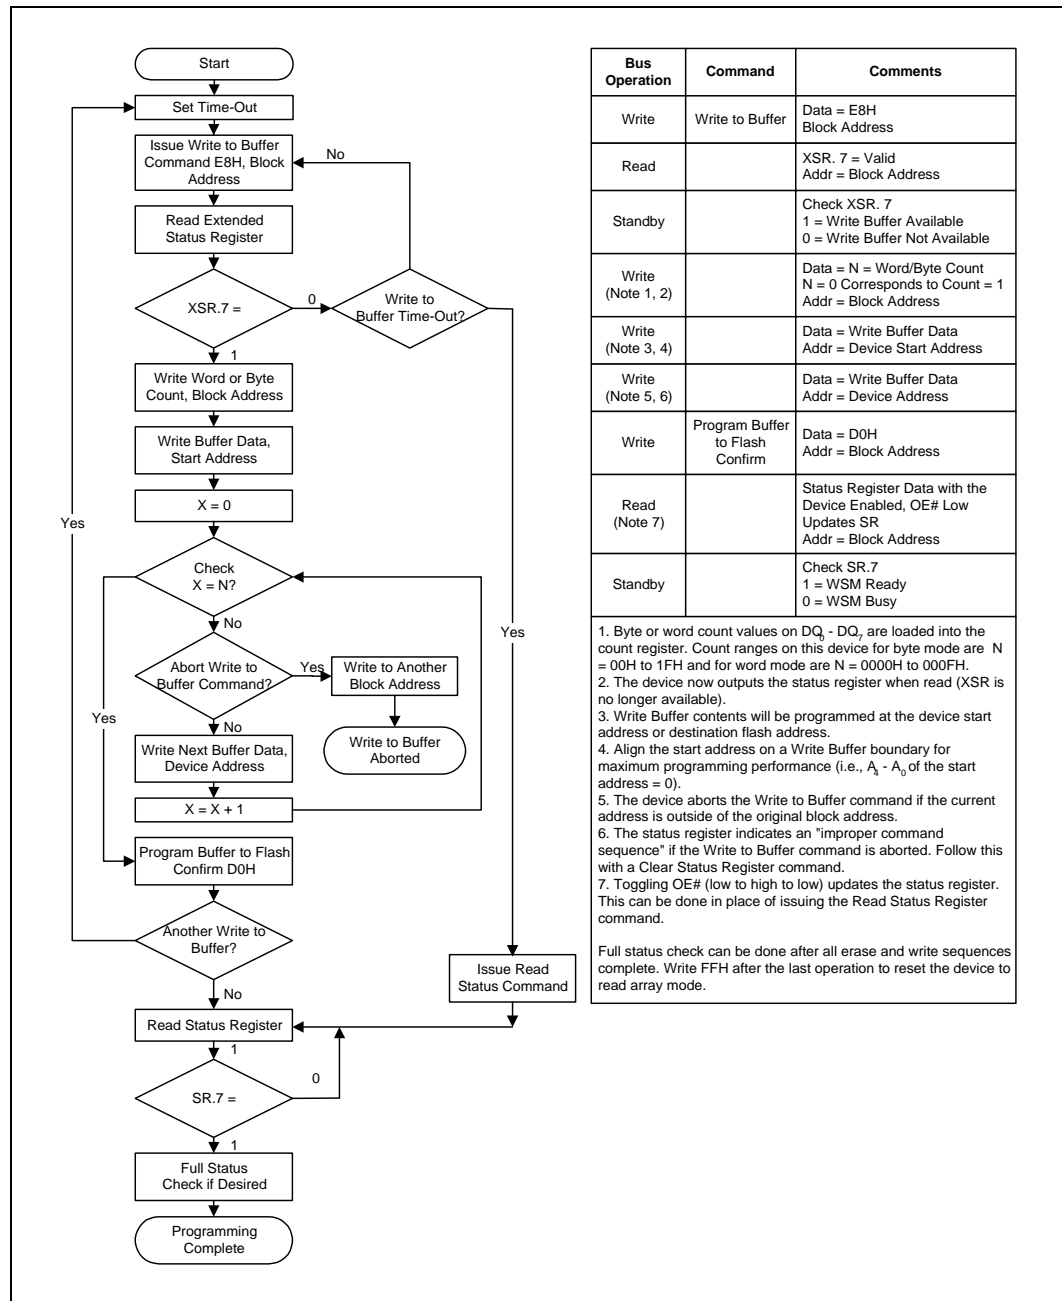 Start
Set Time-Out
Issue Write to Buffer
Command E8H, Block
Address
No
Read Extended
Status Register
XSR.7 =
0
Write to
Buffer Time-Out?
1
Write Word or Byte
Count, Block Address
Write Buffer Data,
Start Address
X = 0
Yes
Check
X = N?
No
Yes
Abort Write to
Buffer Command?
Yes
Write to Another
Block Address
Write to Buffer
Aborted
No
Yes
Write Next Buffer Data,
Device Address
X = X + 1
Program Buffer to Flash
Confirm D0H
Another Write to
Buffer?
Issue Read
Status Command
No
Read Status Register
1
SR.7 =
0
1
Full Status
Check if Desired
Programming
Complete
Bus
Operation
Command
Comments
Write
Write to Buffer
Data = E8H
Block Address
Read
XSR. 7 = Valid
Addr = Block Address
Standby
Check XSR. 7
1 = Write Buffer Available
0 = Write Buffer Not Available
Write
(Note 1, 2)
Data = N = Word/Byte Count
N = 0 Corresponds to Count = 1
Addr = Block Address
Write
(Note 3, 4)
Data = Write Buffer Data
Addr = Device Start Address
Write
(Note 5, 6)
Data = Write Buffer Data
Addr = Device Address
Write
Program Buffer
to Flash
Confirm
Data = D0H
Addr = Block Address
Read
(Note 7)
Status Register Data with the
Device Enabled, OE# Low
Updates SR
Addr = Block Address
Standby
Check SR.7
1 = WSM Ready
0 = WSM Busy
1. Byte or word count values on DQ0 - DQ7 are loaded into the
count register. Count ranges on this device for byte mode are N
= 00H to 1FH and for word mode are N = 0000H to 000FH.
2. The device now outputs the status register when read (XSR is
no longer available).
3. Write Buffer contents will be programmed at the device start
address or destination flash address.
4. Align the start address on a Write Buffer boundary for
maximum programming performance (i.e., A4 - A0 of the start
address = 0).
5. The device aborts the Write to Buffer command if the current
address is outside of the original block address.
6. The status register indicates an "improper command
sequence" if the Write to Buffer command is aborted. Follow this
with a Clear Status Register command.
7. Toggling OE# (low to high to low) updates the status register.
This can be done in place of issuing the Read Status Register
command.
Full status check can be done after all erase and write sequences
complete. Write FFH after the last operation to reset the device to
read array mode.